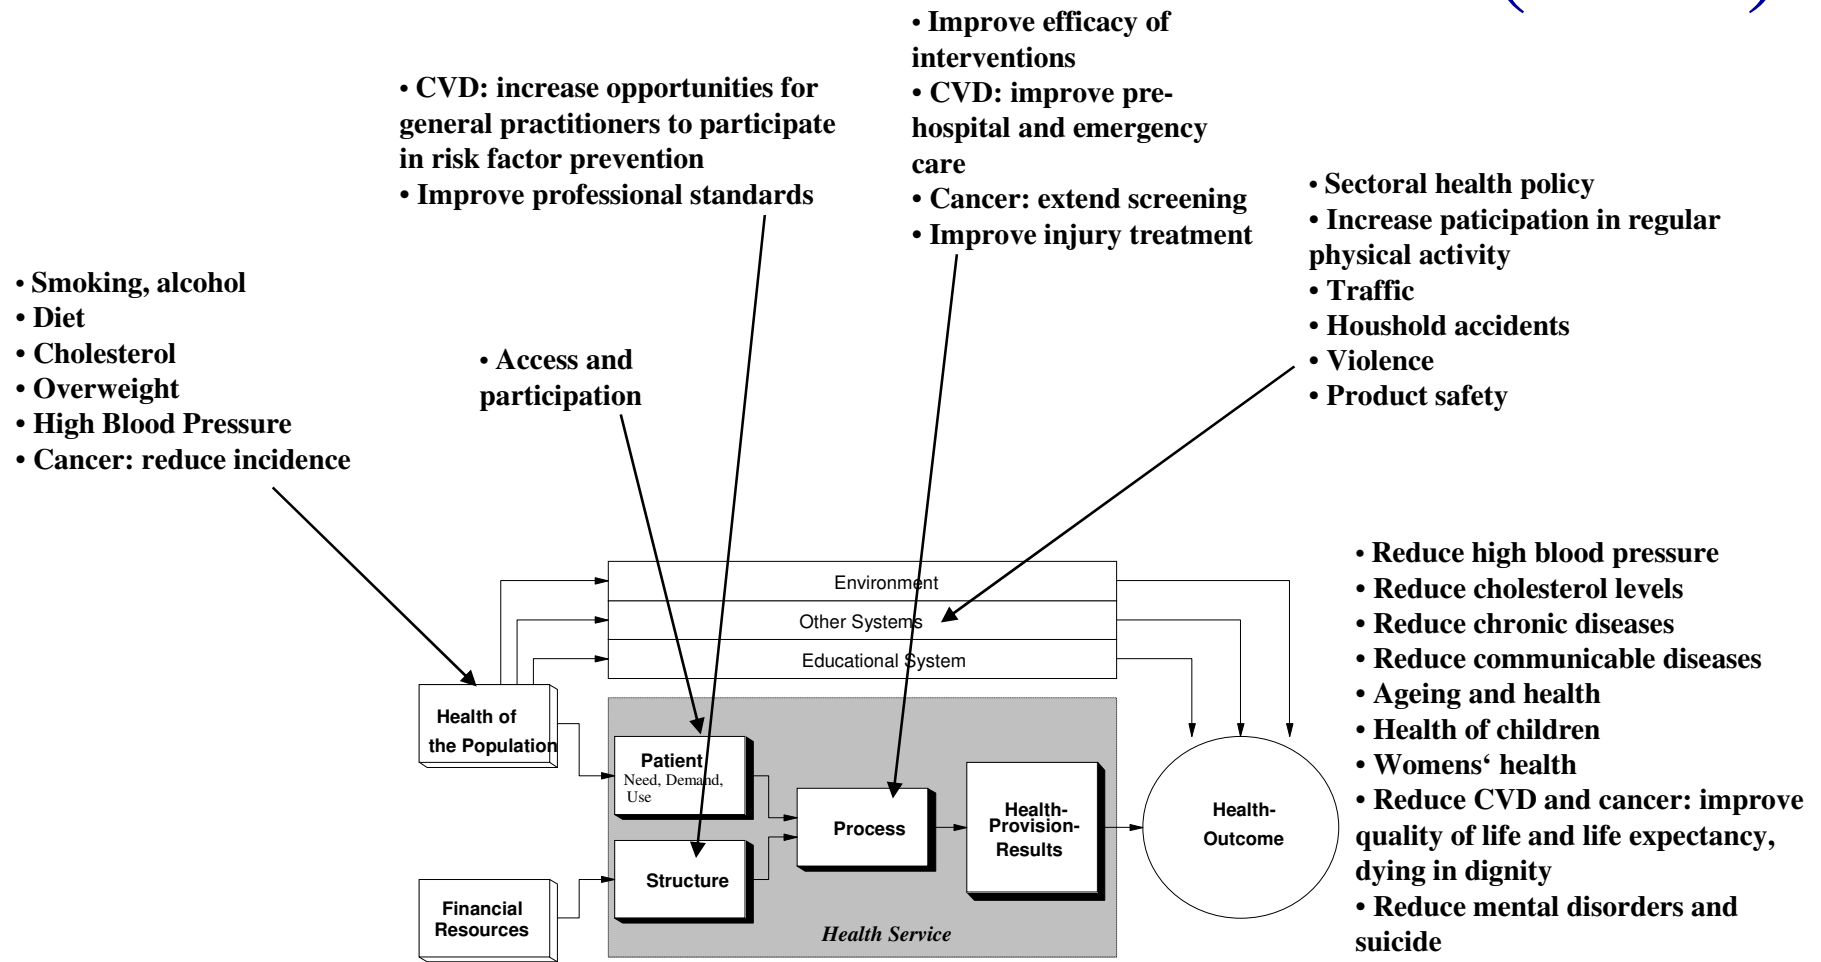 • Improve efficacy of
interventions
• CVD: improve pre-
hospital and emergency
care
• Cancer: extend screening
• Improve injury treatment
• CVD: increase opportunities for
general practitioners to participate
in risk factor prevention
• Improve professional standards
• Sectoral health policy
• Increase paticipation in regular
physical activity
• Traffic
• Houshold accidents
• Violence
• Product safety
• Smoking, alcohol
• Diet
• Cholesterol
• Overweight
• High Blood Pressure
• Cancer: reduce incidence
• Access and
participation
Environment
Other Systems
Educational System
Health of
the Population
Patient
Need, Demand,
Use
Structure
Process
Health-
Provision-
Results
Health-
Outcome
Financial
Resources
Health Service
• Reduce high blood pressure
• Reduce cholesterol levels
• Reduce chronic diseases
• Reduce communicable diseases
• Ageing and health
• Health of children
• Womens‘ health
• Reduce CVD and cancer: improve
quality of life and life expectancy,
dying in dignity
• Reduce mental disorders and
suicide